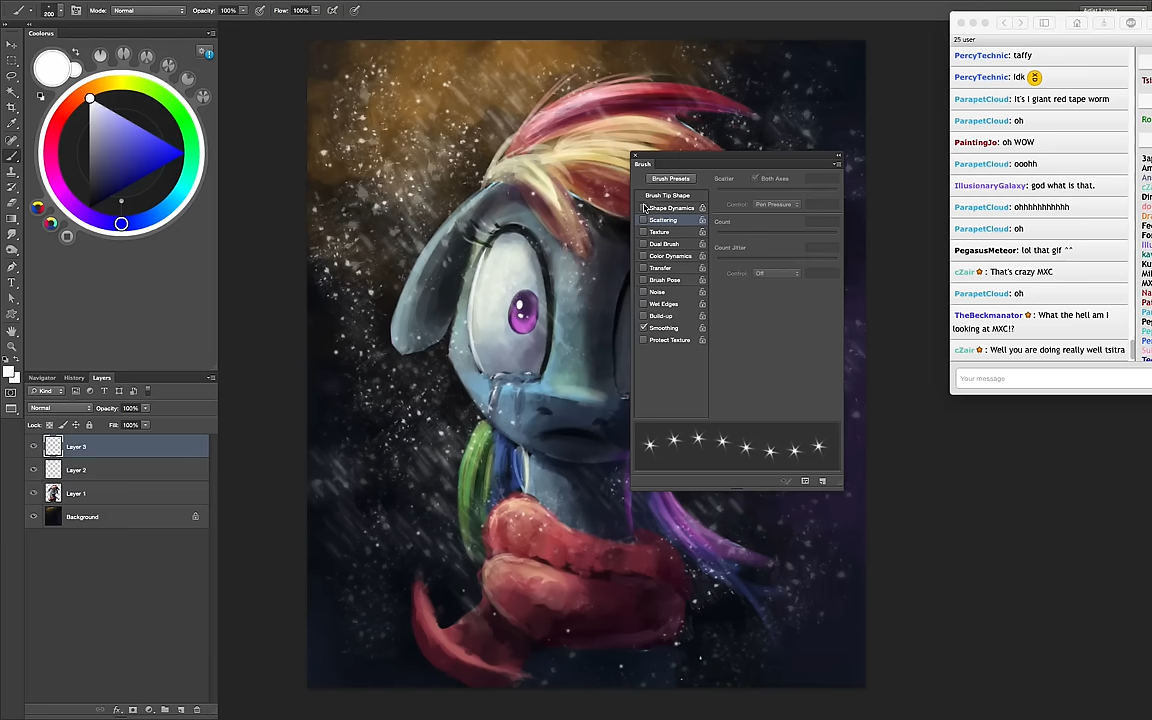 200
Mode:
Normal
Opacity:
100%
Flow:
100%
Artist Layout
Coolorus
Navigator
History
Layers
Kind
Normal
Opacity:
100%
Lock:
Fill:
100%
Layer 3
Layer 2
Layer 1
Background
Brush
Brush Presets
Brush Tip Shape
Shape Dynamics
Scattering
Texture
Dual Brush
Color Dynamics
Transfer
Brush Pose
Noise
Wet Edges
Build-up
Smoothing
Protect Texture
Scatter
Both Axes
Control:
Pen Pressure
Count
Count Jitter
Control:
Off
25 user
PercyTechnic: taffy
PercyTechnic: Idk
ParapetCloud: It's I giant red tape worm
ParapetCloud: oh
PaintingJo: oh WOW
ParapetCloud: ooohh
IllusionaryGalaxy: god what is that.
ParapetCloud: ohhhhhhhhhhh
ParapetCloud: oh
PegasusMeteor: lol that gif ^^
cZair : That's crazy MXC
ParapetCloud: oh
TheBeckmanator : What the hell am I
looking at MXC!?
cZair : Well you are doing really well tsitra
Your message